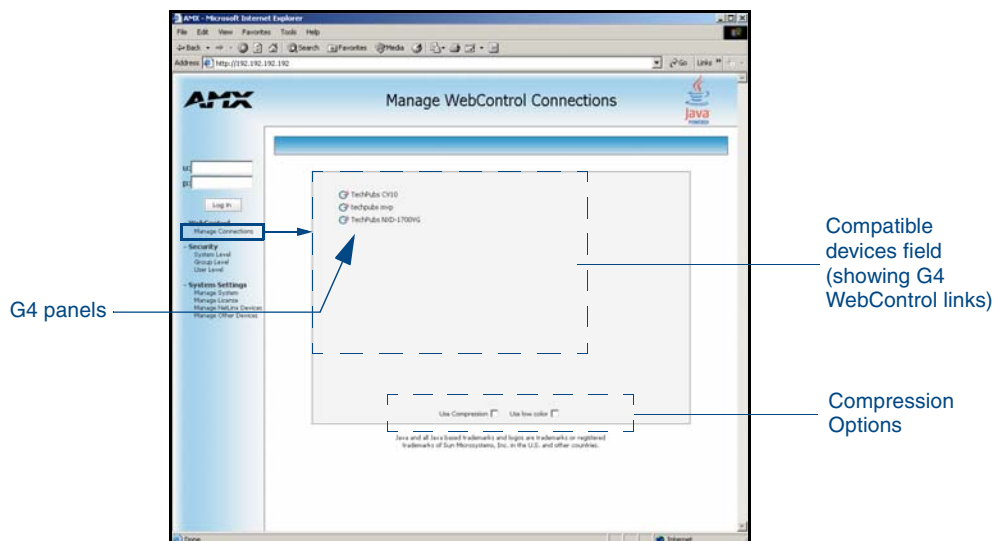 AMX - Microsoft Internet Explorer
File Edit View Favorites Tools Help
Back Search Favorites Media
Address http://192.192.192.192 Go Links »
AMX
Manage WebControl Connections
Java
POWERED
Log In
WebControl
Manage Connections
- Security
System Level
Group Level
User Level
- System Settings
Manage System
Manage License
Manage NetLinx Devices
Manage Other Devices
TechPubs CV10
techpubs mvp
TechPubs NXD-1700VG
Use Compression Use low color
Java and all Java based trademarks and logos are trademarks or registered
trademarks of Sun Microsystems, Inc. in the U.S. and other countries.
Done Internet
G4 panels
Compatible
devices field
(showing G4
WebControl links)
Compression
Options